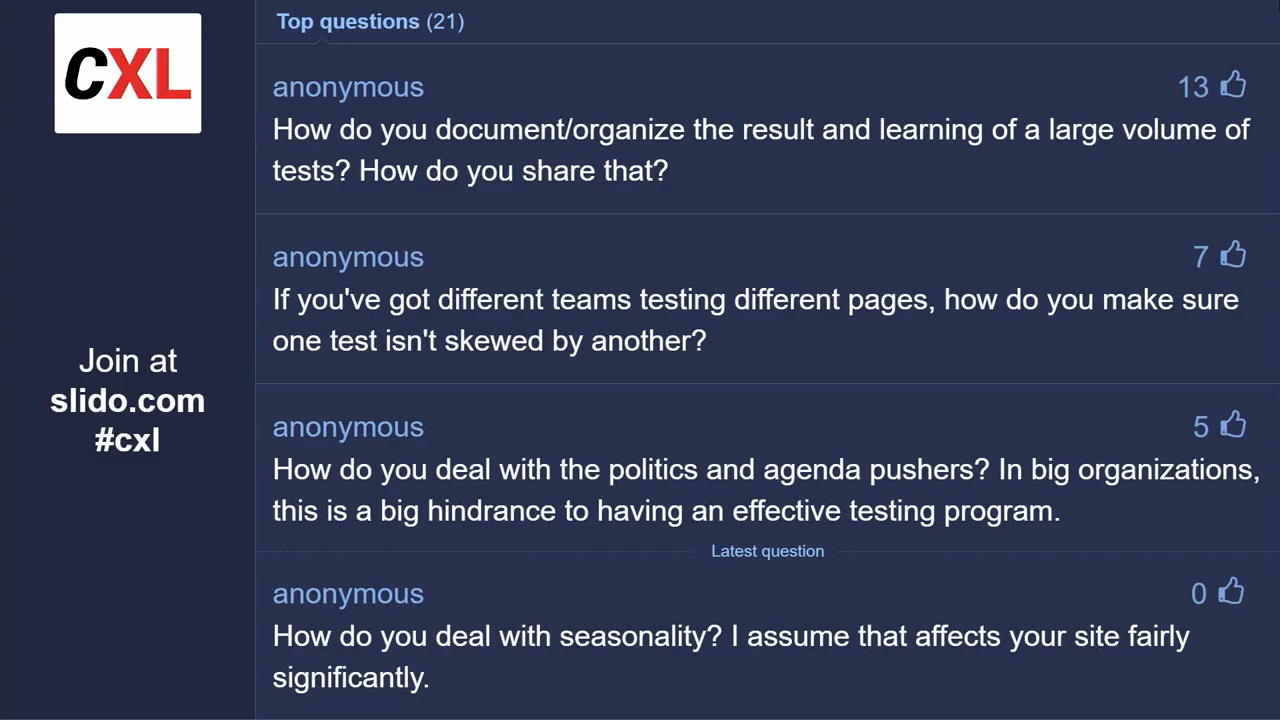 CXL
Join at
slido.com
#cxl
Top questions (21)
anonymous
13
How do you document/organize the result and learning of a large volume of
tests? How do you share that?
anonymous
7
If you've got different teams testing different pages, how do you make sure
one test isn't skewed by another?
anonymous
5
How do you deal with the politics and agenda pushers? In big organizations,
this is a big hindrance to having an effective testing program.
Latest question
anonymous
0
How do you deal with seasonality? I assume that affects your site fairly
significantly.